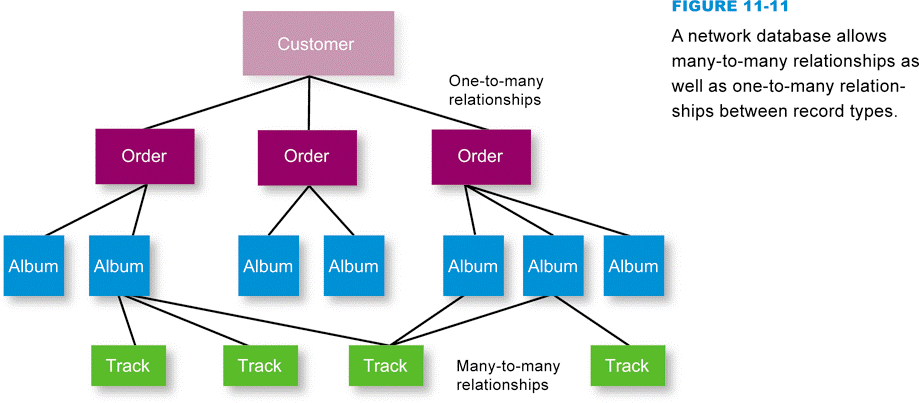 FIGURE 11-11
A network database allows
many-to-many relationships as
well as one-to-many relation-
ships between record types.
Customer
One-to-many
relationships
Order
Order
Order
Album
Album
Album
Album
Album
Album
Album
Track
Track
Track
Many-to-many
relationships
Track